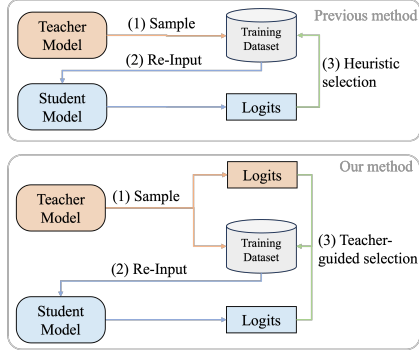 Previous method
Teacher
Model
(1) Sample
Training
Dataset
(2) Re-Input
(3) Heuristic
selection
Student
Model
Logits
Our method
Logits
(1) Sample
Teacher
Model
Training
Dataset
(3) Teacher-
guided selection
(2) Re-Input
Student
Model
Logits